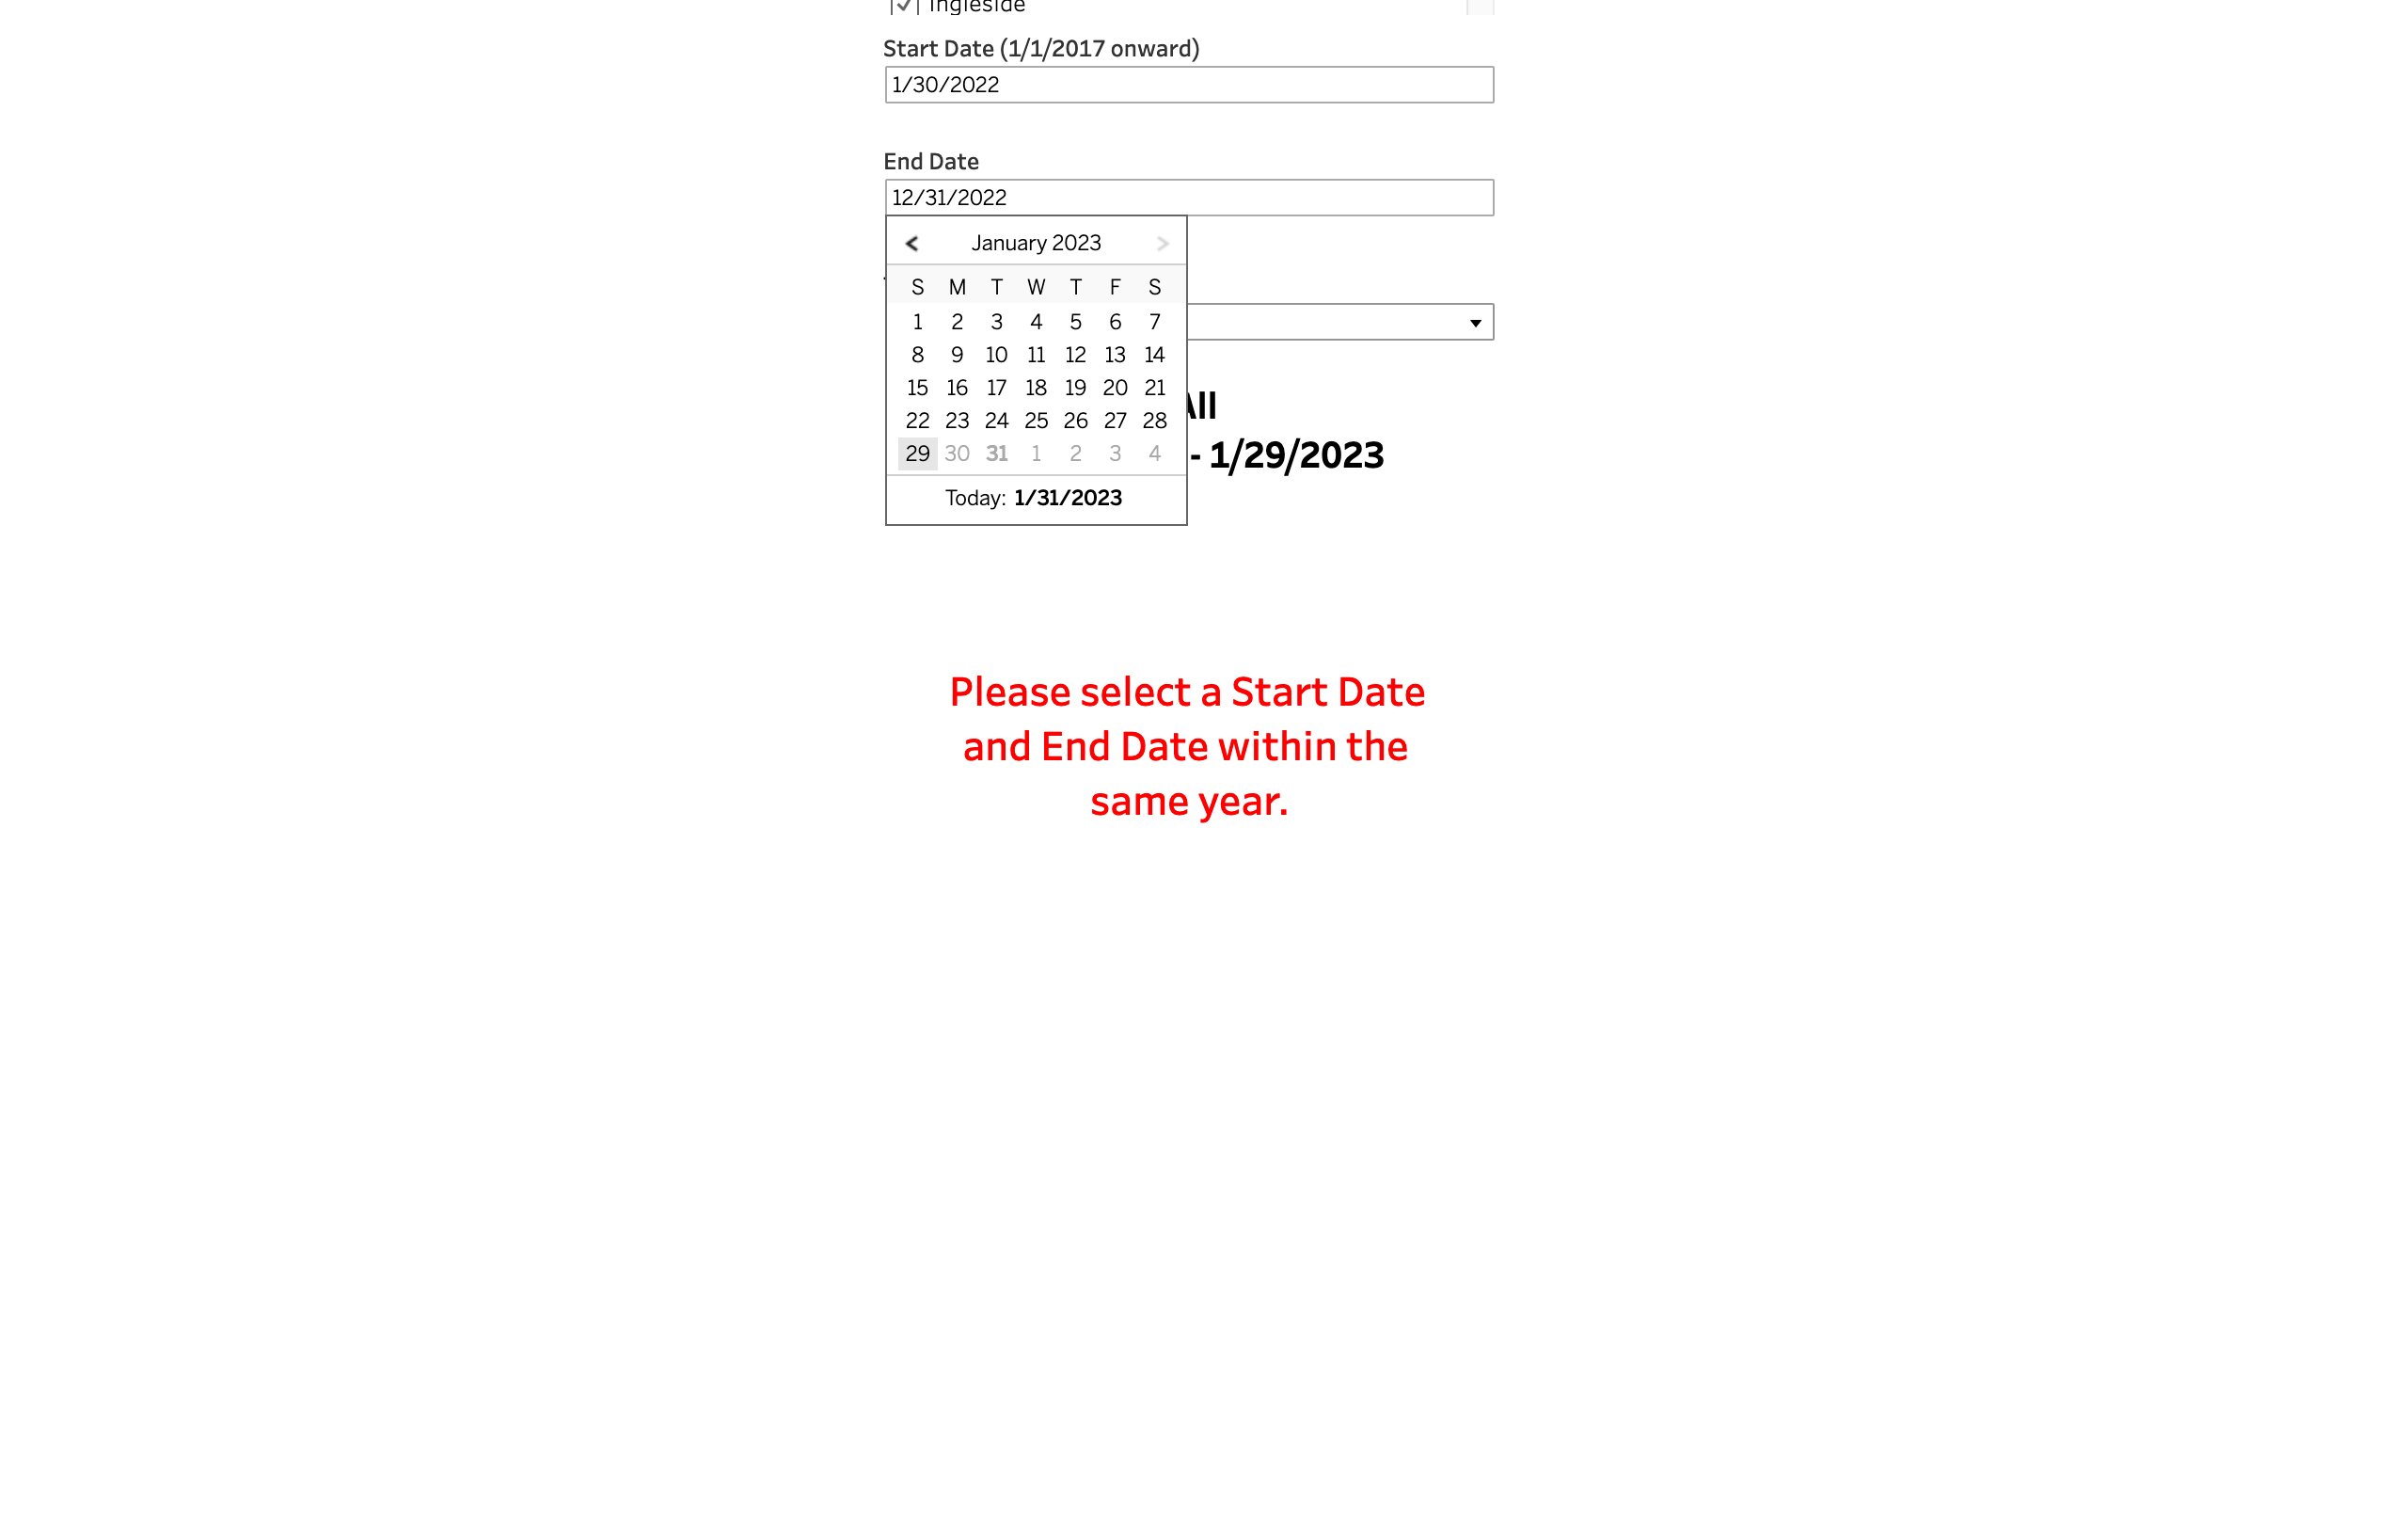 Ingleside
Start Date (1/1/2017 onward)
1/30/2022
End Date
12/31/2022
< January 2023 >
S M T W T F S
1 2 3 4 5 6 7
8 9 10 11 12 13 14
15 16 17 18 19 20 21
22 23 24 25 26 27 28
29 30 31 1 2 3 4
Today: 1/31/2023
All
- 1/29/2023
Please select a Start Date
and End Date within the
same year.